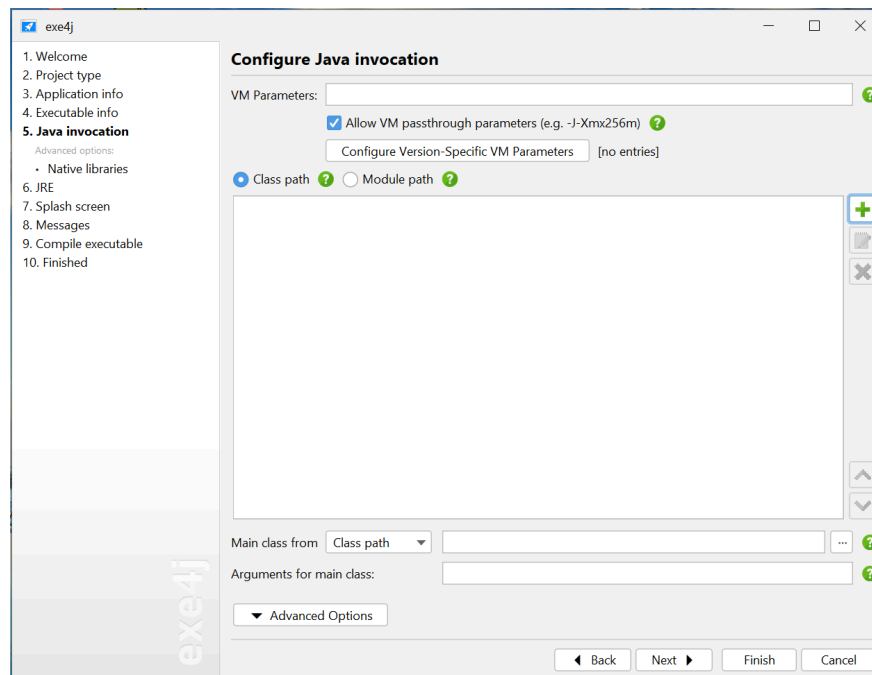 exe4j
1. Welcome
2. Project type
3. Application info
4. Executable info
5. Java invocation
Advanced options:
• Native libraries
6. JRE
7. Splash screen
8. Messages
9. Compile executable
10. Finished
exe4j
Configure Java invocation
VM Parameters:
Allow VM passthrough parameters (e.g. -J-Xmx256m)
Configure Version-Specific VM Parameters [no entries]
Class path Module path
Main class from Class path ...
Arguments for main class:
Advanced Options
Back Next Finish Cancel